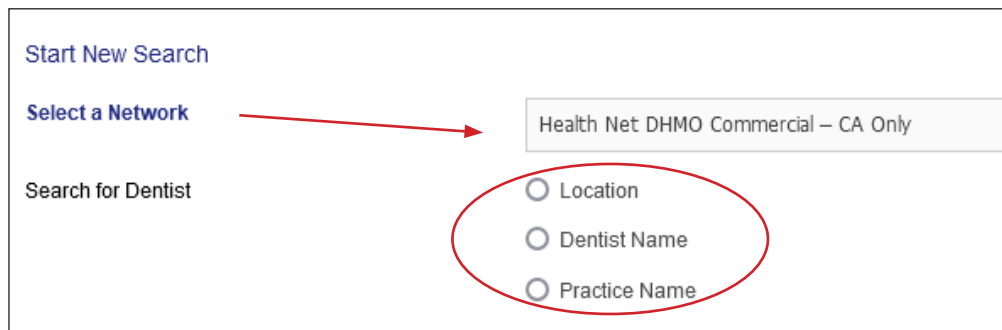 Start New Search
Select a Network
Health Net DHMO Commercial – CA Only
Search for Dentist
Location
Dentist Name
Practice Name